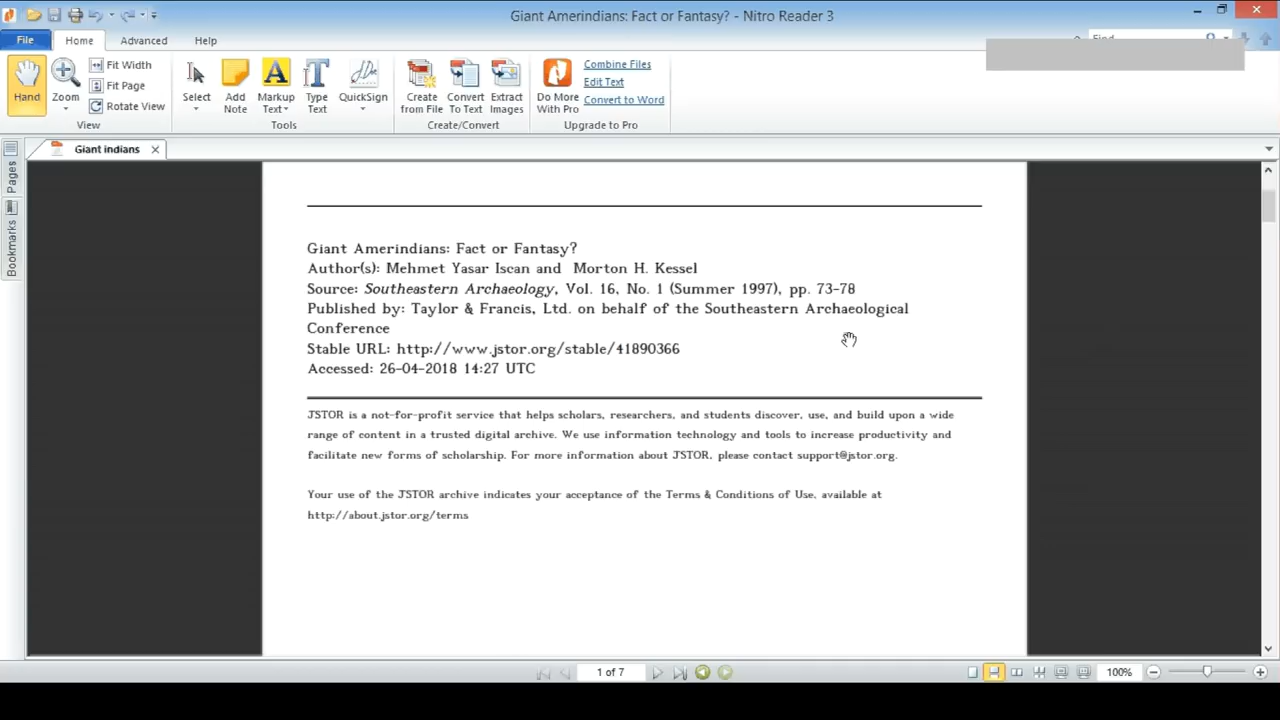 Giant Amerindians: Fact or Fantasy? - Nitro Reader 3
File Home Advanced Help
Find
Hand
Zoom
Fit Width
Fit Page
Rotate View
View
Select
Add Note
Markup Text
Type Text
QuickSign
Tools
Create from File
Convert To Text
Extract Images
Create/Convert
Do More With Pro
Combine Files
Edit Text
Convert to Word
Upgrade to Pro
Giant indians
Pages
Bookmarks
Giant Amerindians: Fact or Fantasy?
Author(s): Mehmet Yasar Iscan and Morton H. Kessel
Source: Southeastern Archaeology, Vol. 16, No. 1 (Summer 1997), pp. 73-78
Published by: Taylor & Francis, Ltd. on behalf of the Southeastern Archaeological
Conference
Stable URL: http://www.jstor.org/stable/41890366
Accessed: 26-04-2018 14:27 UTC
JSTOR is a not-for-profit service that helps scholars, researchers, and students discover, use, and build upon a wide
range of content in a trusted digital archive. We use information technology and tools to increase productivity and
facilitate new forms of scholarship. For more information about JSTOR, please contact support@jstor.org.
Your use of the JSTOR archive indicates your acceptance of the Terms & Conditions of Use, available at
http://about.jstor.org/terms
1 of 7
100%